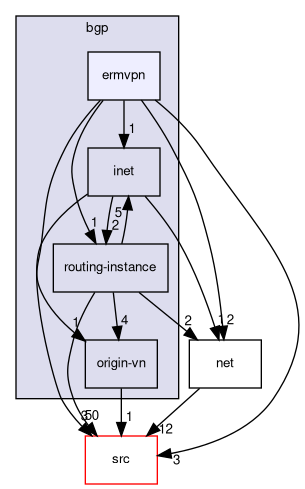 bgp
ermvpn
1
inet
5
2
1
routing-instance
1
4
2
1
2
origin-vn
net
50
1
12
src
3